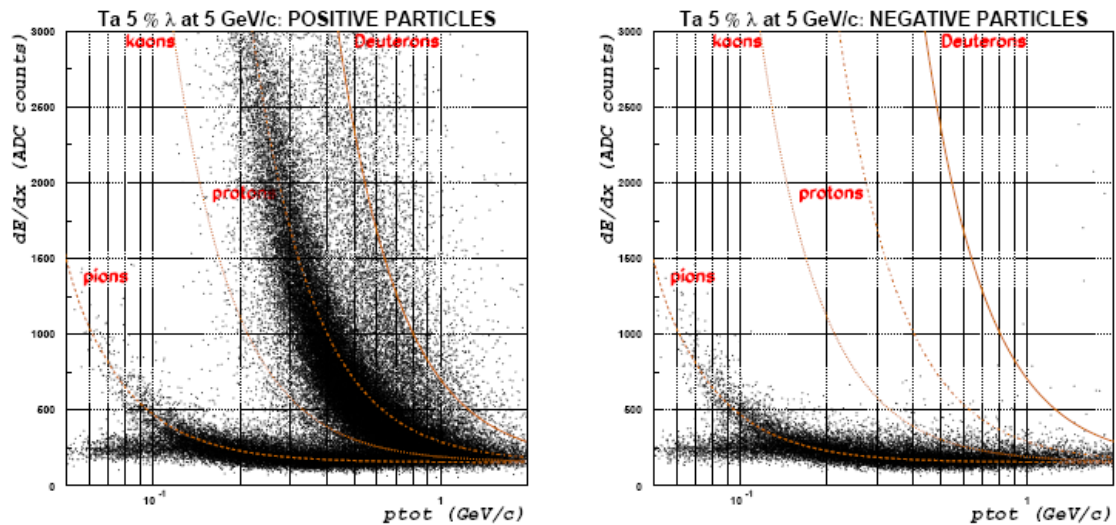 Ta 5 % λ at 5 GeV/c: POSITIVE PARTICLES
dE/dx (ADC counts)
3000
2500
2000
1500
1000
500
0
kaons
Deuterons
protons
pions
10⁻¹
1
ptot (GeV/c)
Ta 5 % λ at 5 GeV/c: NEGATIVE PARTICLES
dE/dx (ADC counts)
3000
2500
2000
1500
1000
500
0
kaons
Deuterons
protons
pions
10⁻¹
1
ptot (GeV/c)